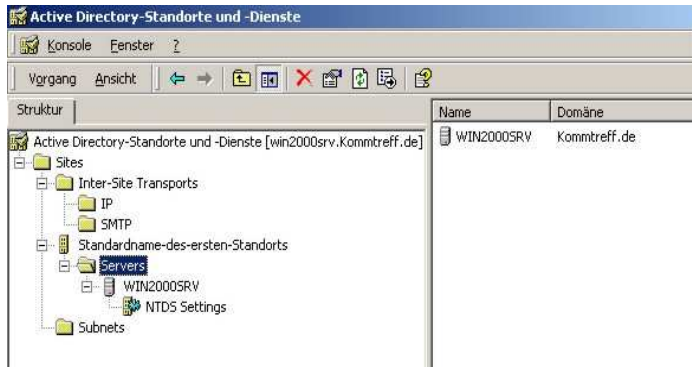 Active Directory-Standorte und -Dienste
Konsole Fenster ?
Vorgang Ansicht
Struktur
Name Domäne
Active Directory-Standorte und -Dienste [win2000srv.Kommtreff.de]
WIN2000SRV Kommtreff.de
Sites
Inter-Site Transports
IP
SMTP
Standardname-des-ersten-Standorts
Servers
WIN2000SRV
NTDS Settings
Subnets